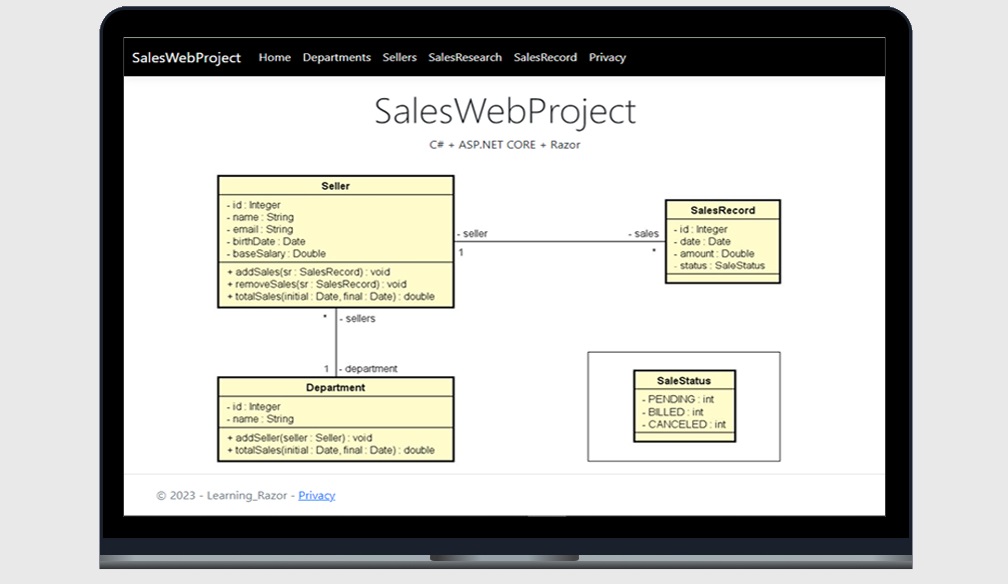 SalesWebProject Home Departments Sellers SalesResearch SalesRecord Privacy
SalesWebProject
C# + ASP.NET CORE + Razor
Seller
- id : Integer
- name : String
- email : String
- birthDate : Date
- baseSalary : Double
+ addSales(sr : SalesRecord) : void
+ removeSales(sr : SalesRecord) : void
+ totalSales(initial : Date, final : Date) : double
- seller
1
- sales
*
SalesRecord
- id : Integer
- date : Date
- amount : Double
- status : SaleStatus
* - sellers
1 - department
Department
- id : Integer
- name : String
+ addSeller(seller : Seller) : void
+ totalSales(initial : Date, final : Date) : double
SaleStatus
- PENDING : int
- BILLED : int
- CANCELED : int
© 2023 - Learning_Razor - Privacy